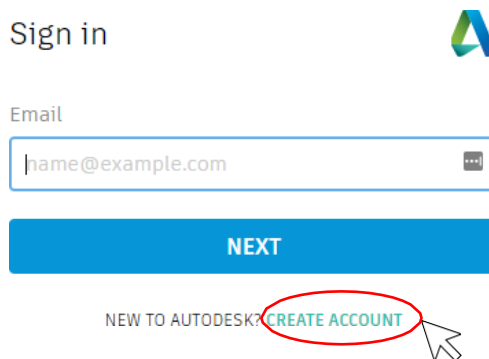 Sign in
Email
name@example.com
NEXT
NEW TO AUTODESK? CREATE ACCOUNT